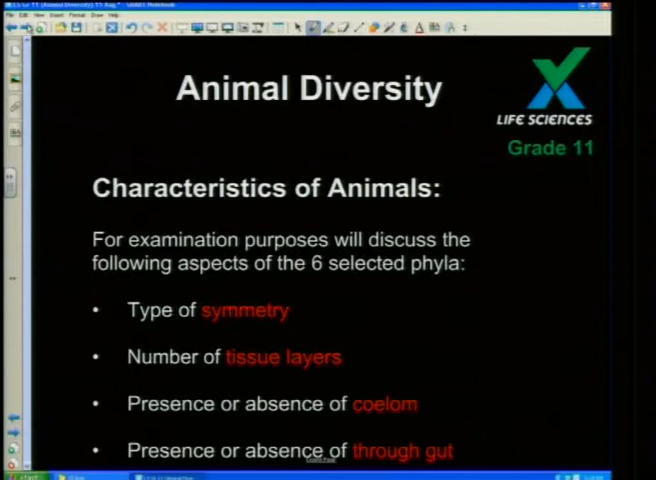 Animal Diversity
LIFE SCIENCES
Grade 11
Characteristics of Animals:
For examination purposes will discuss the
following aspects of the 6 selected phyla:
• Type of symmetry
• Number of tissue layers
• Presence or absence of coelom
• Presence or absence of through gut
start